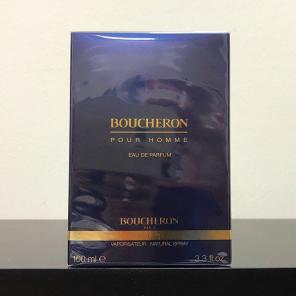 BOUCHERON
POUR HOMME
EAU DE PARFUM
BOUCHERON
PARIS
VAPORISATEUR NATURAL SPRAY
100 ml e 3.3 fl.oz